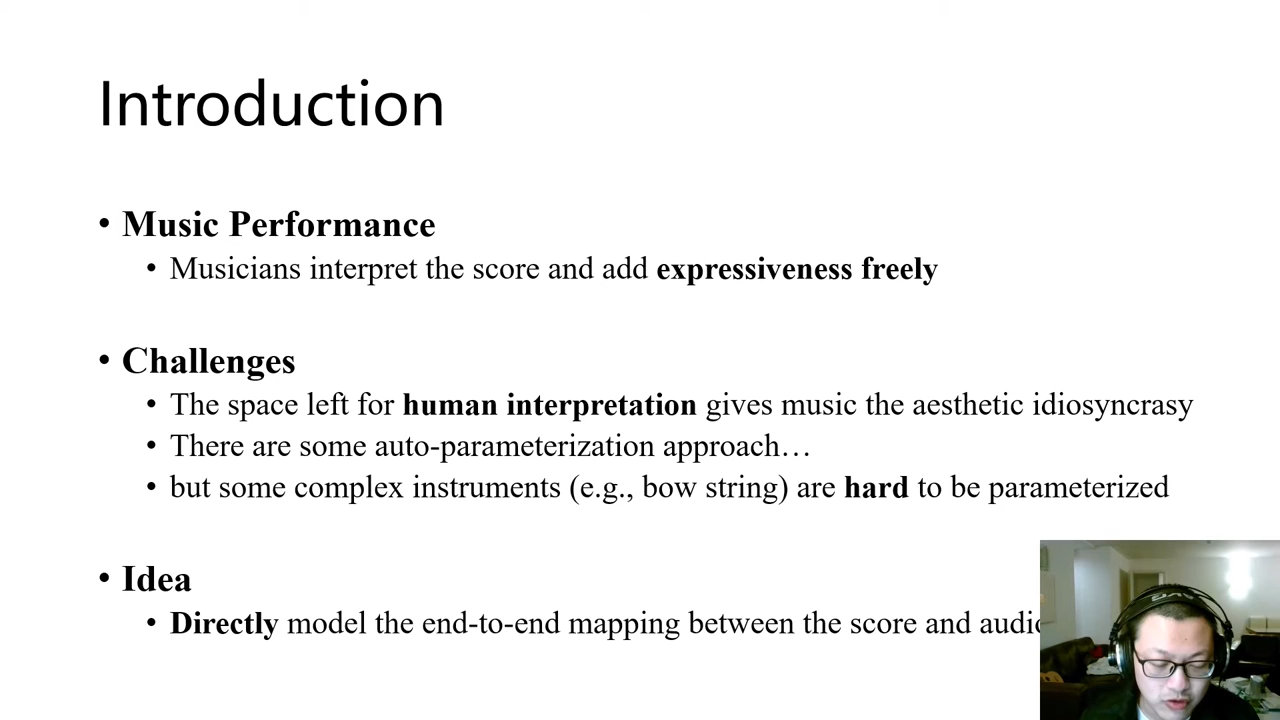 Introduction
• Music Performance
• Musicians interpret the score and add expressiveness freely
• Challenges
• The space left for human interpretation gives music the aesthetic idiosyncrasy
• There are some auto-parameterization approach…
• but some complex instruments (e.g., bow string) are hard to be parameterized
• Idea
• Directly model the end-to-end mapping between the score and audio